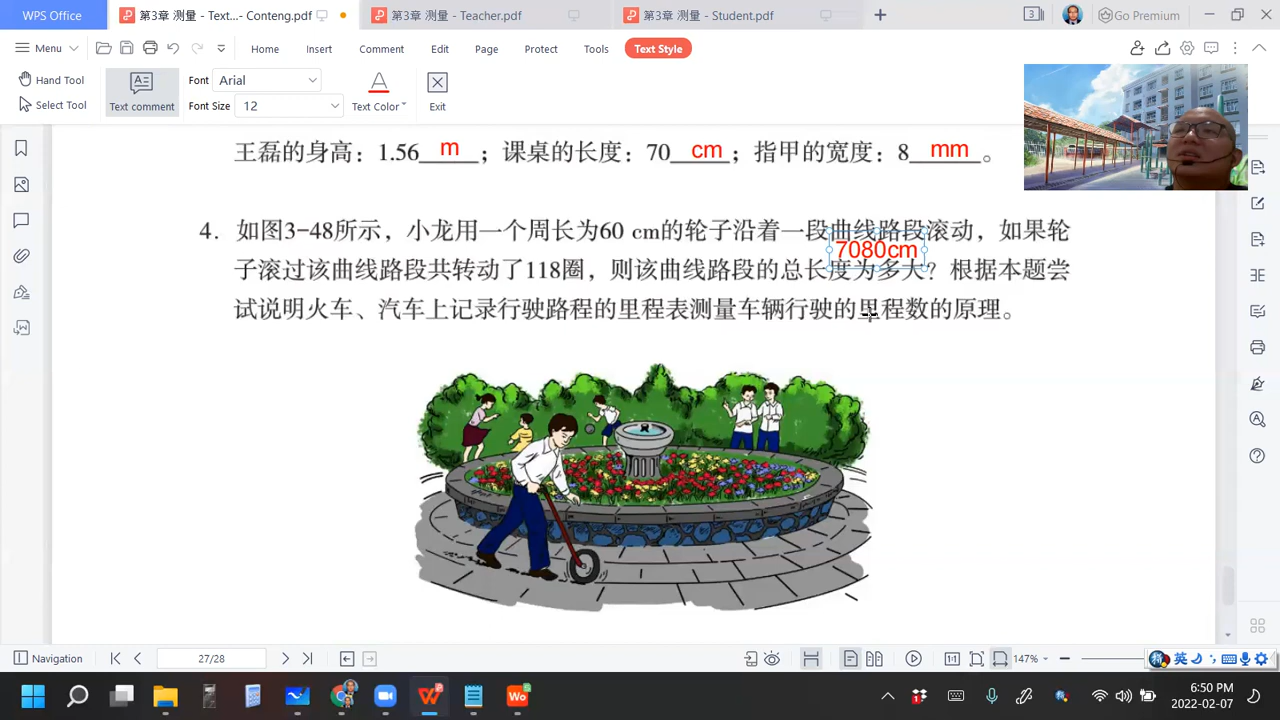 WPS Office
第3章 测量 - Text...- Conteng.pdf
第3章 测量 - Teacher.pdf
第3章 测量 - Student.pdf
3
Go Premium
Menu
Home
Insert
Comment
Edit
Page
Protect
Tools
Text Style
Hand Tool
Select Tool
Text comment
Font
Arial
Font Size
12
Text Color
Exit
王磊的身高：1.56 m ；课桌的长度：70 cm ；指甲的宽度：8 mm 。
4. 如图3-48所示，小龙用一个周长为60 cm的轮子沿着一段曲线路段滚动，如果轮
7080cm
子滚过该曲线路段共转动了118圈，则该曲线路段的总长度为多大？根据本题尝
试说明火车、汽车上记录行驶路程的里程表测量车辆行驶的里程数的原理。
Navigation
27/28
147%
英
6:50 PM
2022-02-07